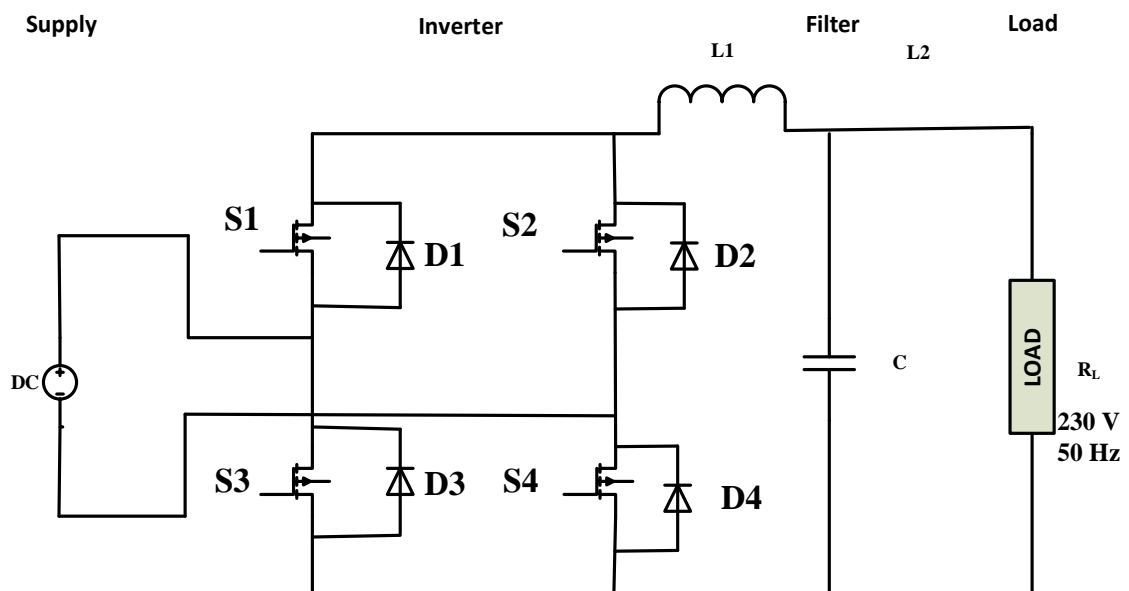 Supply
Inverter
Filter
Load
L1
L2
S1
D1
S2
D2
DC
C
LOAD
RL
230 V
50 Hz
S3
D3
S4
D4